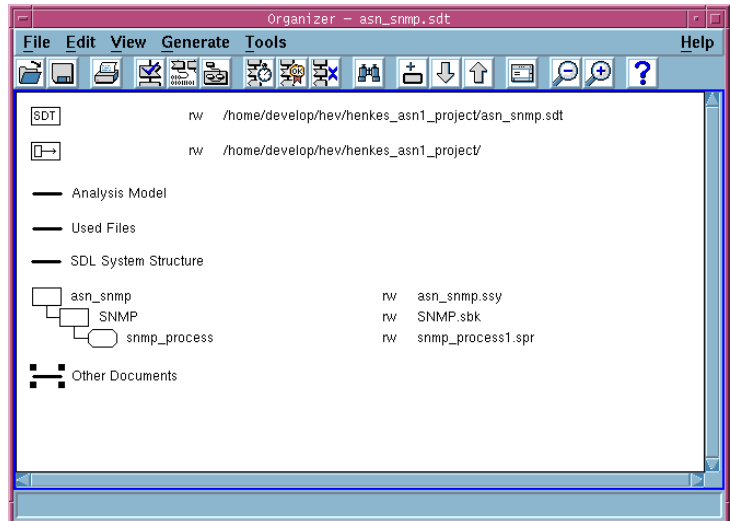 Organizer – asn_snmp.sdt
File Edit View Generate Tools Help
SDT rw /home/develop/hev/henkes_asn1_project/asn_snmp.sdt
rw /home/develop/hev/henkes_asn1_project/
Analysis Model
Used Files
SDL System Structure
asn_snmp rw asn_snmp.ssy
SNMP rw SNMP.sbk
snmp_process rw snmp_process1.spr
Other Documents